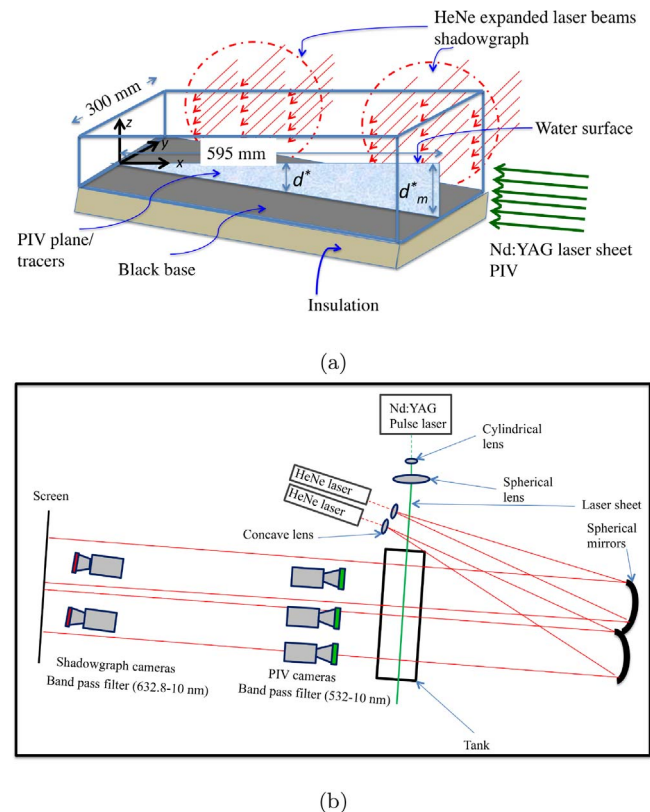 HeNe expanded laser beams
shadowgraph
300 mm
z
y
x
595 mm
Water surface
d*
d*m
PIV plane/
tracers
Black base
Nd:YAG laser sheet
PIV
Insulation
(a)
Nd:YAG
Pulse laser
Cylindrical
lens
HeNe laser
HeNe laser
Spherical
lens
Screen
Laser sheet
Concave lens
Spherical
mirrors
Shadowgraph cameras
Band pass filter (632.8-10 nm)
PIV cameras
Band pass filter (532-10 nm)
Tank
(b)